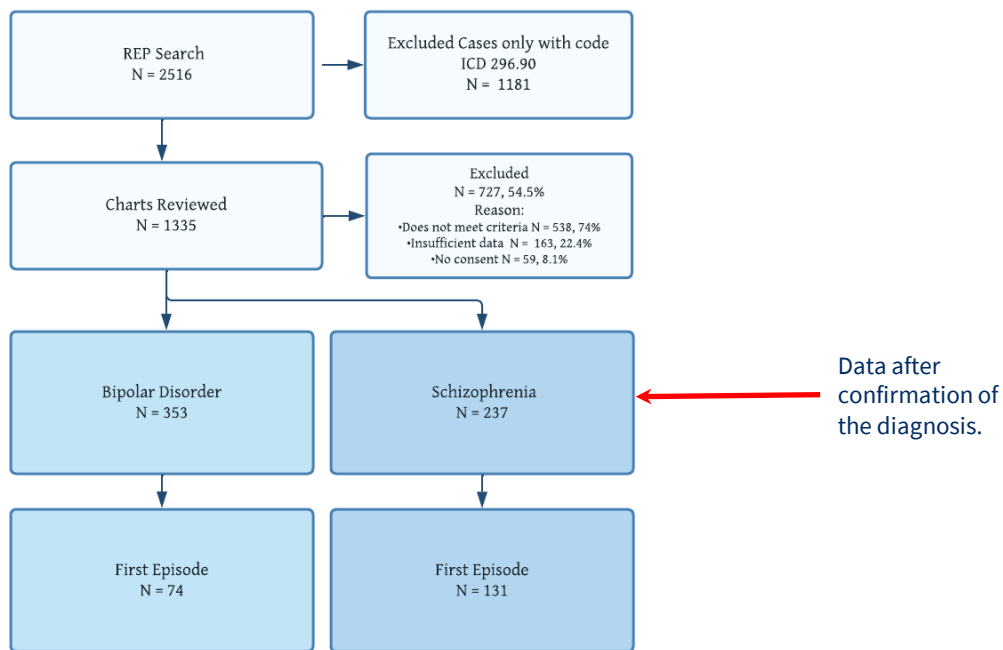 REP Search
N = 2516
Excluded Cases only with code
ICD 296.90
N =  1181
Charts Reviewed
N = 1335
Excluded
N = 727, 54.5%
Reason:
•Does not meet criteria N = 538, 74%
•Insufficient data  N =  163, 22.4%
•No consent N = 59, 8.1%
Bipolar Disorder
N = 353
Schizophrenia
N = 237
Data after
confirmation of
the diagnosis.
First Episode
N = 74
First Episode
N = 131